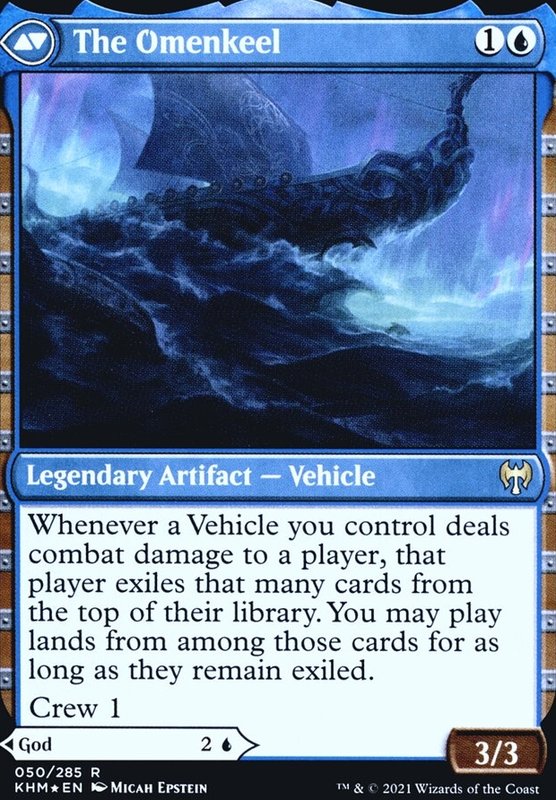 The Omenkeel 1
Legendary Artifact — Vehicle
Whenever a Vehicle you control deals
combat damage to a player, that
player exiles that many cards from
the top of their library. You may play
lands from among those cards for as
long as they remain exiled.
Crew 1
God 2
3/3
050/285 R
KHM★EN Micah Epstein
™ & © 2021 Wizards of the Coast